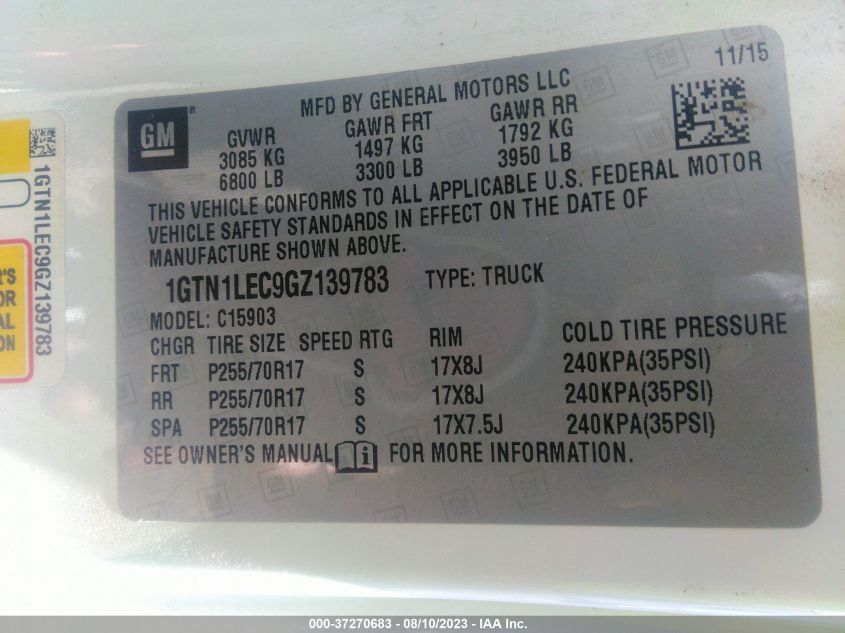 11/15
GM
MFD BY GENERAL MOTORS LLC
GVWR GAWR FRT GAWR RR
3085 KG 1497 KG 1792 KG
6800 LB 3300 LB 3950 LB
THIS VEHICLE CONFORMS TO ALL APPLICABLE U.S. FEDERAL MOTOR
VEHICLE SAFETY STANDARDS IN EFFECT ON THE DATE OF
MANUFACTURE SHOWN ABOVE.
1GTN1LEC9GZ139783 TYPE: TRUCK
MODEL: C15903
CHGR TIRE SIZE SPEED RTG RIM COLD TIRE PRESSURE
FRT P255/70R17 S 17X8J 240KPA(35PSI)
RR P255/70R17 S 17X8J 240KPA(35PSI)
SPA P255/70R17 S 17X7.5J 240KPA(35PSI)
SEE OWNER'S MANUAL i FOR MORE INFORMATION.
1GTN1LEC9GZ139783
000-37270683 - 08/10/2023 - IAA Inc.